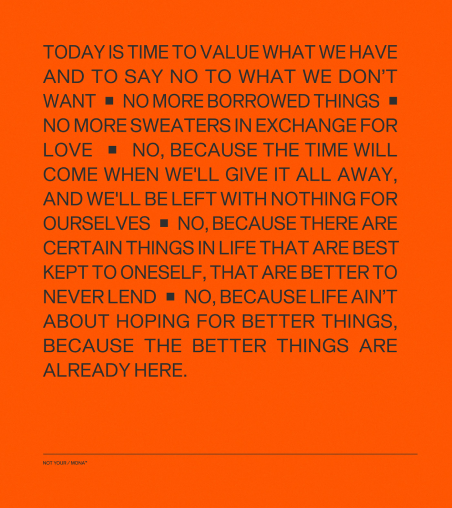 TODAY IS TIME TO VALUE WHAT WE HAVE
AND TO SAY NO TO WHAT WE DON'T
WANT ■ NO MORE BORROWED THINGS ■
NO MORE SWEATERS IN EXCHANGE FOR
LOVE ■ NO, BECAUSE THE TIME WILL
COME WHEN WE'LL GIVE IT ALL AWAY,
AND WE'LL BE LEFT WITH NOTHING FOR
OURSELVES ■ NO, BECAUSE THERE ARE
CERTAIN THINGS IN LIFE THAT ARE BEST
KEPT TO ONESELF, THAT ARE BETTER TO
NEVER LEND ■ NO, BECAUSE LIFE AIN'T
ABOUT HOPING FOR BETTER THINGS,
BECAUSE THE BETTER THINGS ARE
ALREADY HERE.
NOT YOUR